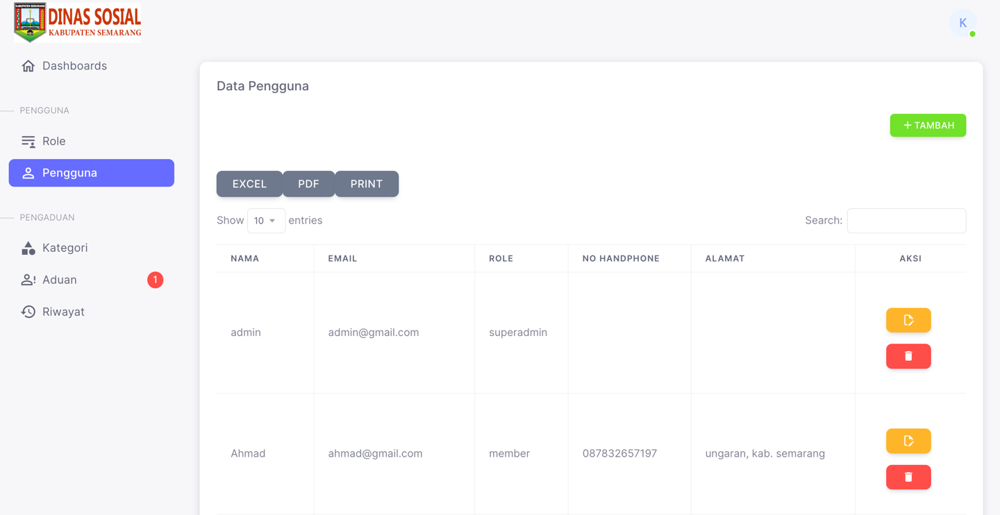 KABUPATEN SEMARANG
DINAS SOSIAL
KABUPATEN SEMARANG
K
Dashboards
PENGGUNA
Role
Pengguna
PENGADUAN
Kategori
Aduan 1
Riwayat
Data Pengguna
+ TAMBAH
EXCEL PDF PRINT
Show 10 entries Search:
NAMA EMAIL ROLE NO HANDPHONE ALAMAT AKSI
admin admin@gmail.com superadmin
Ahmad ahmad@gmail.com member 087832657197 ungaran, kab. semarang